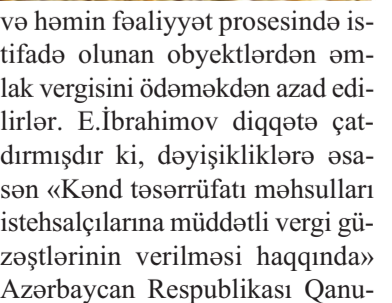 və həmin fəaliyyət prosesində is-
tifadə olunan obyektlərdən əm-
lak vergisini ödəməkdən azad edi-
lirlər. E.İbrahimov diqqətə çat-
dırmışdır ki, dəyişikliklərə əsa-
sən «Kənd təsərrüfatı məhsulları
istehsalçılarına müddətli vergi gü-
zəştlərinin verilməsi haqqında»
Azərbaycan Respublikası Qanu-